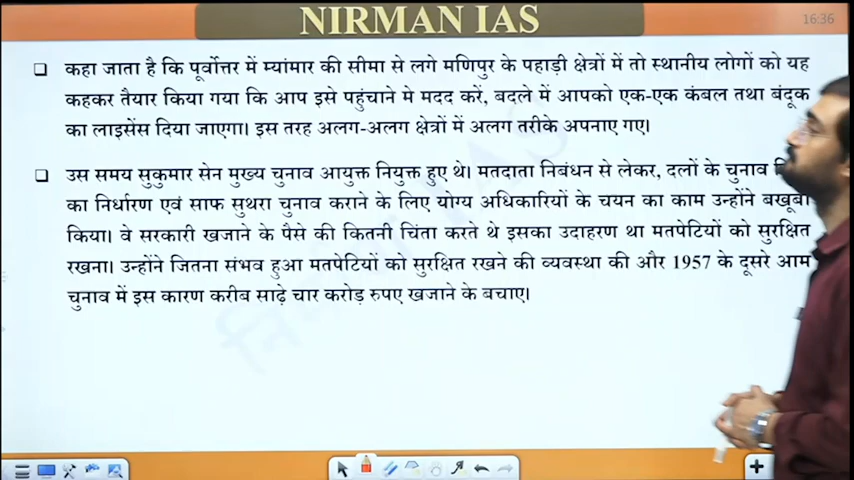 NIRMAN IAS
16:36
कहा जाता है कि पूर्वोत्तर में म्यांमार की सीमा से लगे मणिपुर के पहाड़ी क्षेत्रों में तो स्थानीय लोगों को यह
कहकर तैयार किया गया कि आप इसे पहुंचाने मे मदद करें, बदले में आपको एक-एक कंबल तथा बंदूक
का लाइसेंस दिया जाएगा। इस तरह अलग-अलग क्षेत्रों में अलग तरीके अपनाए गए।
उस समय सुकुमार सेन मुख्य चुनाव आयुक्त नियुक्त हुए थे। मतदाता निबंधन से लेकर, दलों के चुनाव
का निर्धारण एवं साफ सुथरा चुनाव कराने के लिए योग्य अधिकारियों के चयन का काम उन्होंने बखूबी
किया। वे सरकारी खजाने के पैसे की कितनी चिंता करते थे इसका उदाहरण था मतपेटियों को सुरक्षित
रखना। उन्होंने जितना संभव हुआ मतपेटियों को सुरक्षित रखने की व्यवस्था की और 1957 के दूसरे आम
चुनाव में इस कारण करीब साढ़े चार करोड़ रुपए खजाने के बचाए।